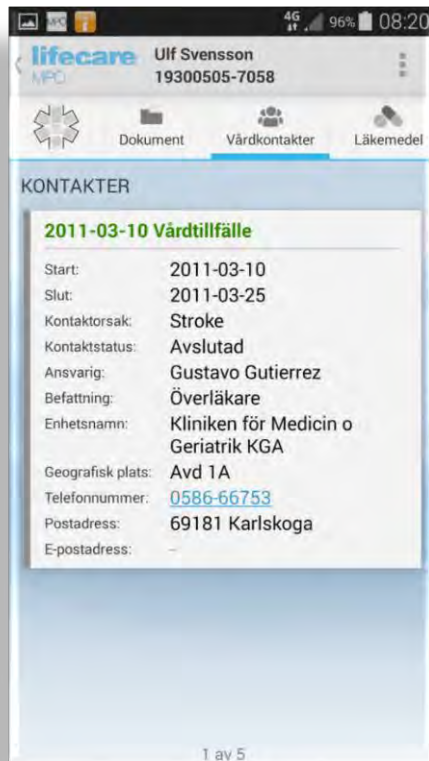 MPÖ 4G 96% 08:20
lifecare Ulf Svensson
MPÖ 19300505-7058
Dokument Vårdkontakter Läkemedel
KONTAKTER
2011-03-10 Vårdtillfälle
Start: 2011-03-10
Slut: 2011-03-25
Kontaktorsak: Stroke
Kontaktstatus: Avslutad
Ansvarig: Gustavo Gutierrez
Befattning: Överläkare
Enhetsnamn: Kliniken för Medicin o
Geriatrik KGA
Geografisk plats: Avd 1A
Telefonnummer: 0586-66753
Postadress: 69181 Karlskoga
E-postadress: -
1 av 5